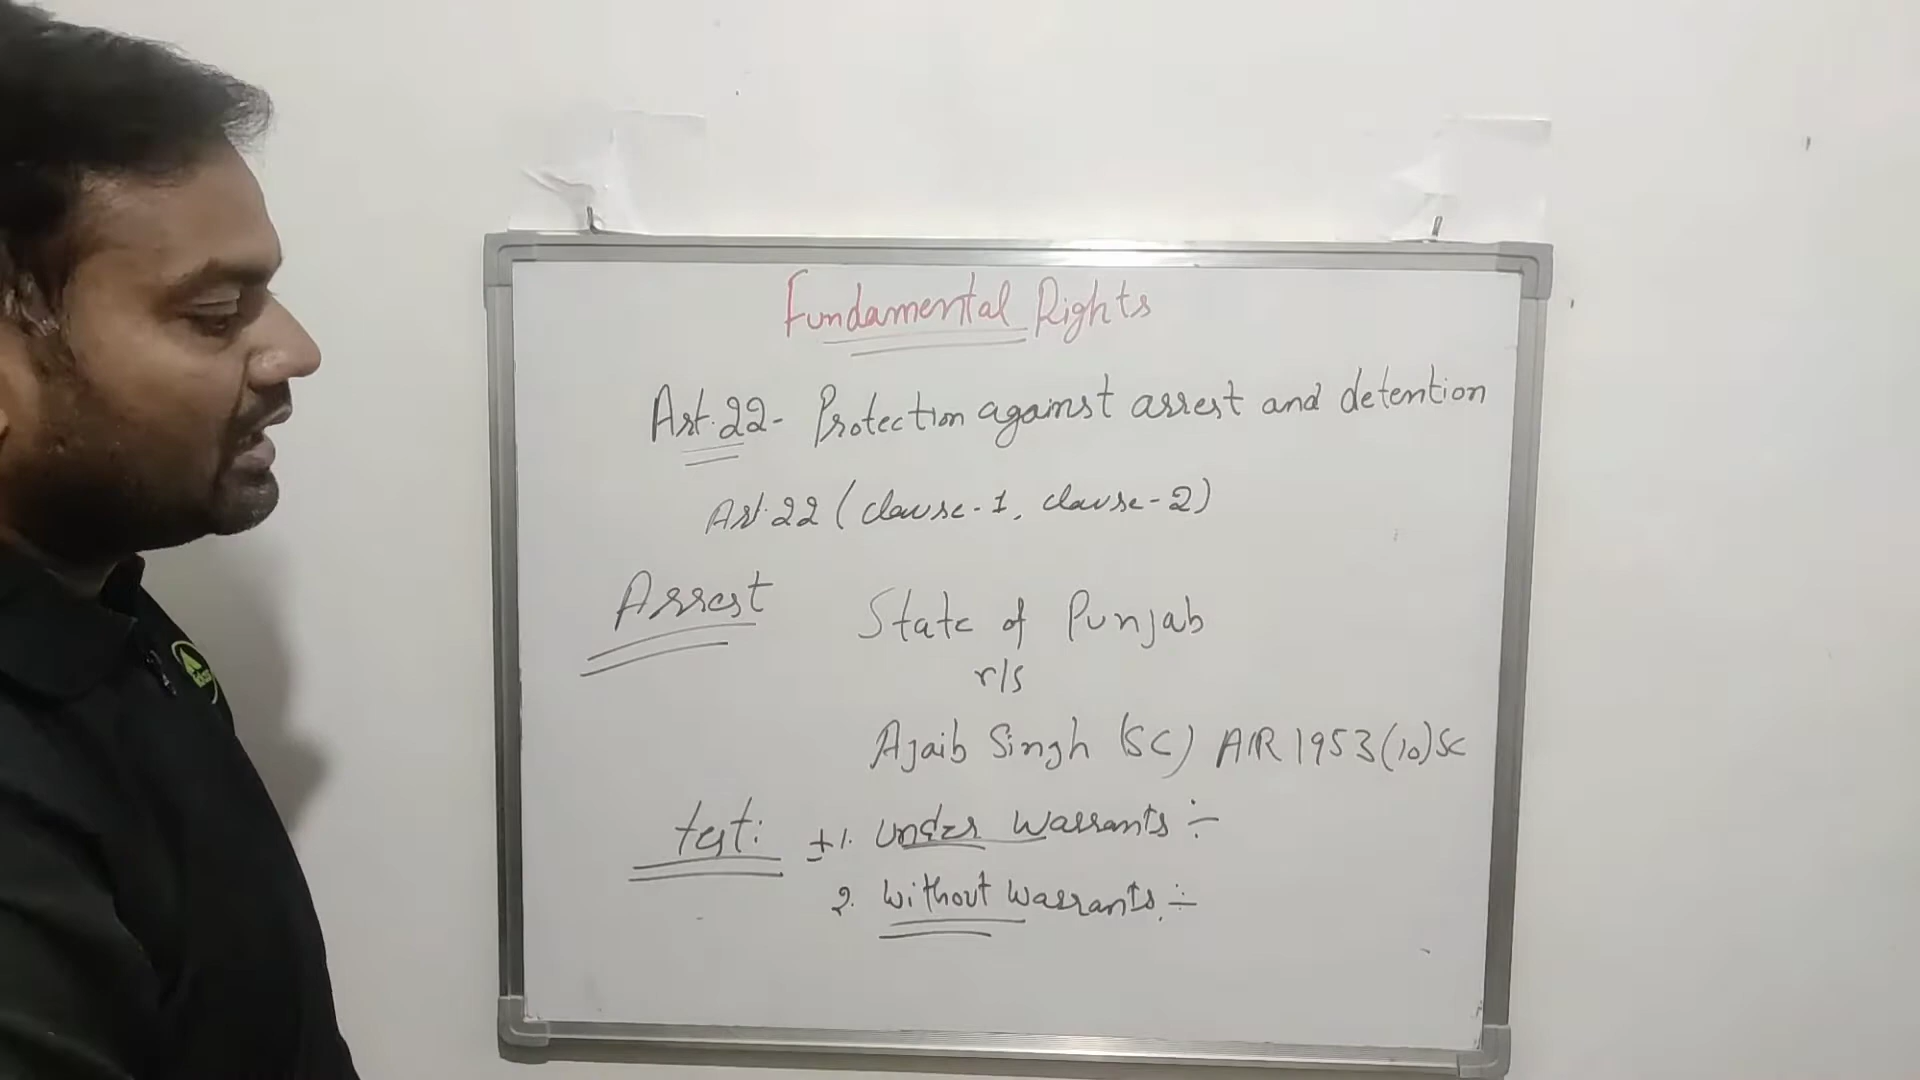 Fundamental Rights
Art.22- Protection against arrest and detention
Art.22 (clause-1, clause-2)
Arrest
State of Punjab
v/s
Ajaib Singh (SC) AIR 1953(10)SC
test:
1. Under Warrants ÷
2. Without Warrants ÷